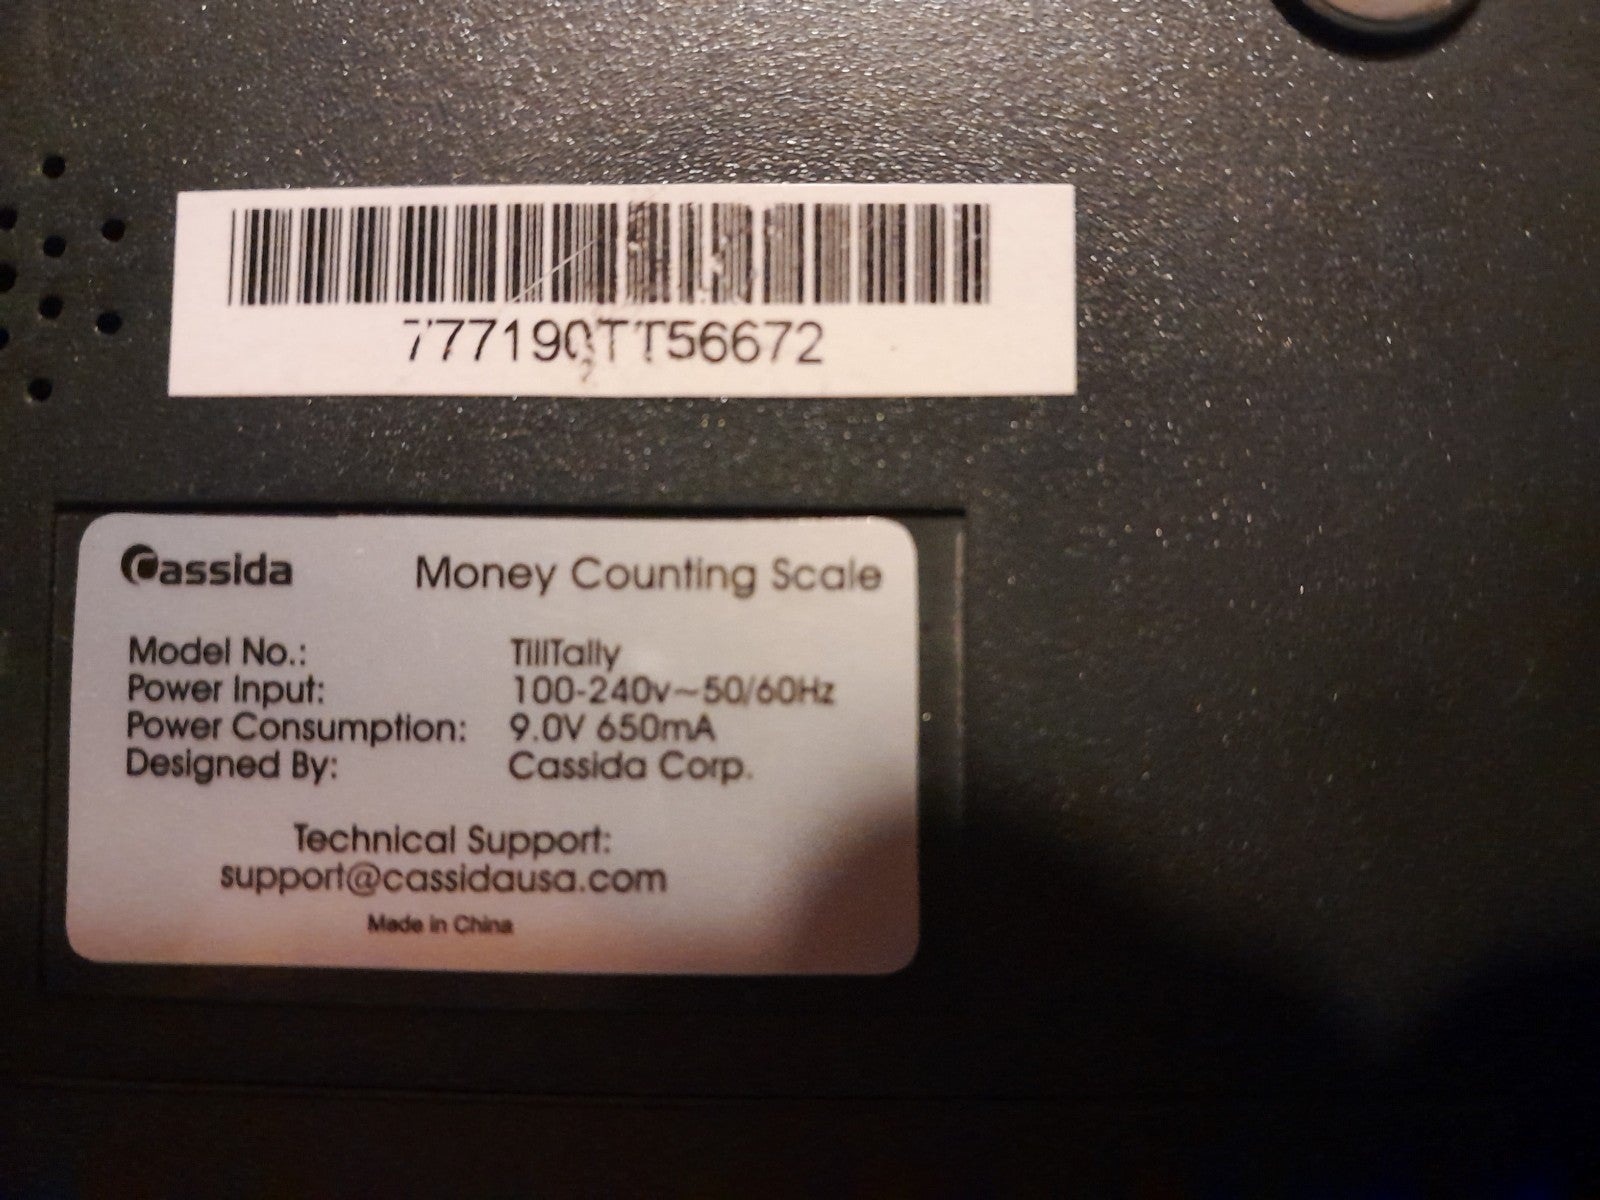 777190TT56672
Cassida Money Counting Scale
Model No.: TillTally
Power Input: 100-240v~50/60Hz
Power Consumption: 9.0V 650mA
Designed By: Cassida Corp.
Technical Support:
support@cassidausa.com
Made in China